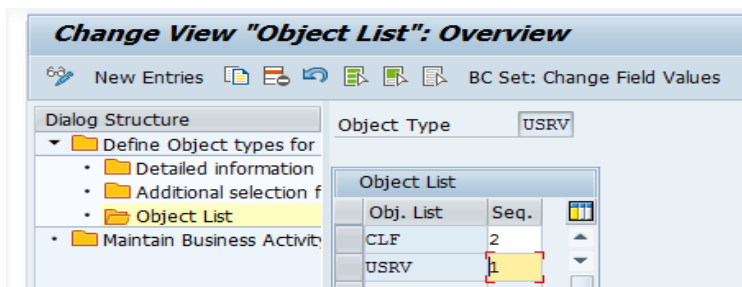 Change View "Object List": Overview
New Entries BC Set: Change Field Values
Dialog Structure
Define Object types for
Detailed information
Additional selection f
Object List
Maintain Business Activity
Object Type USRV
Object List
Obj. List Seq.
CLF 2
USRV 1